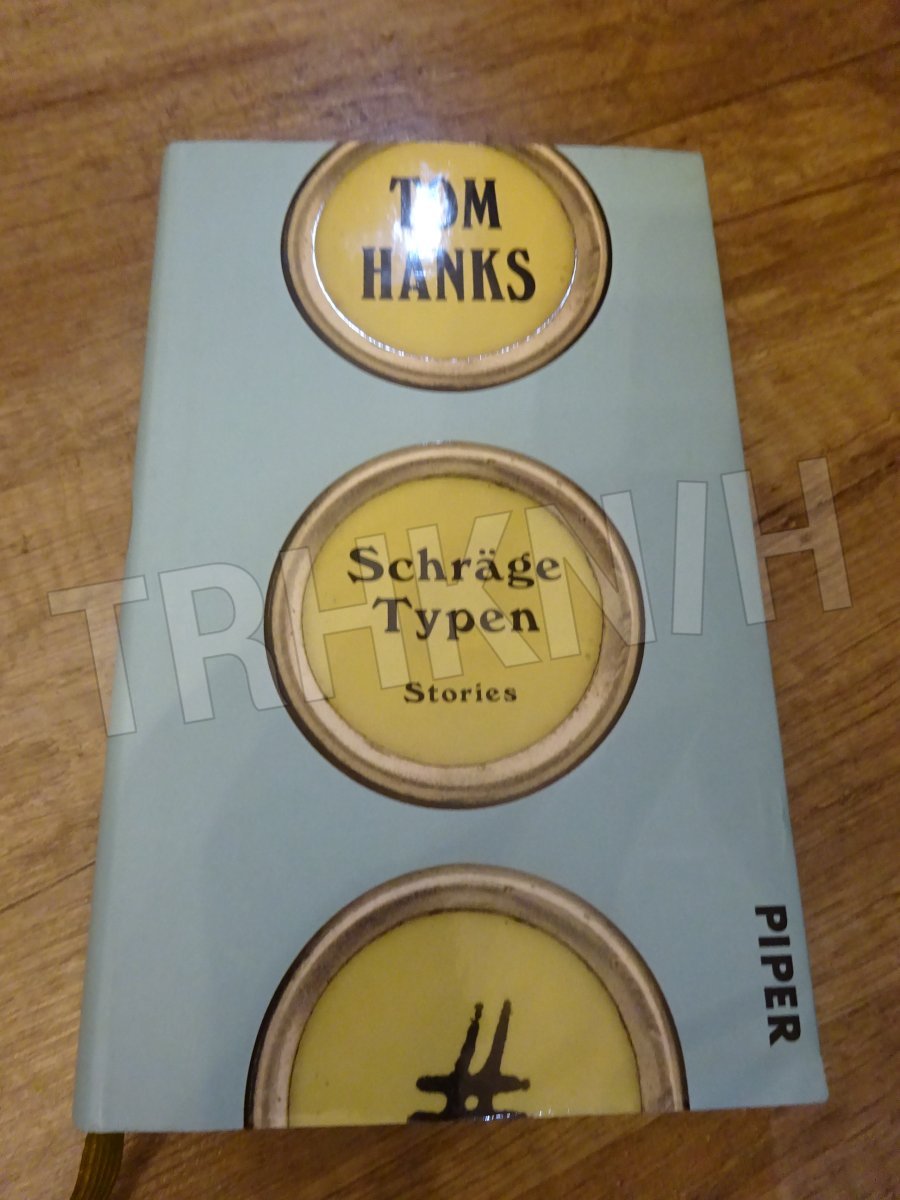 TOM
HANKS
Schräge
Typen
Stories
#
PIPER
TRHKNIH